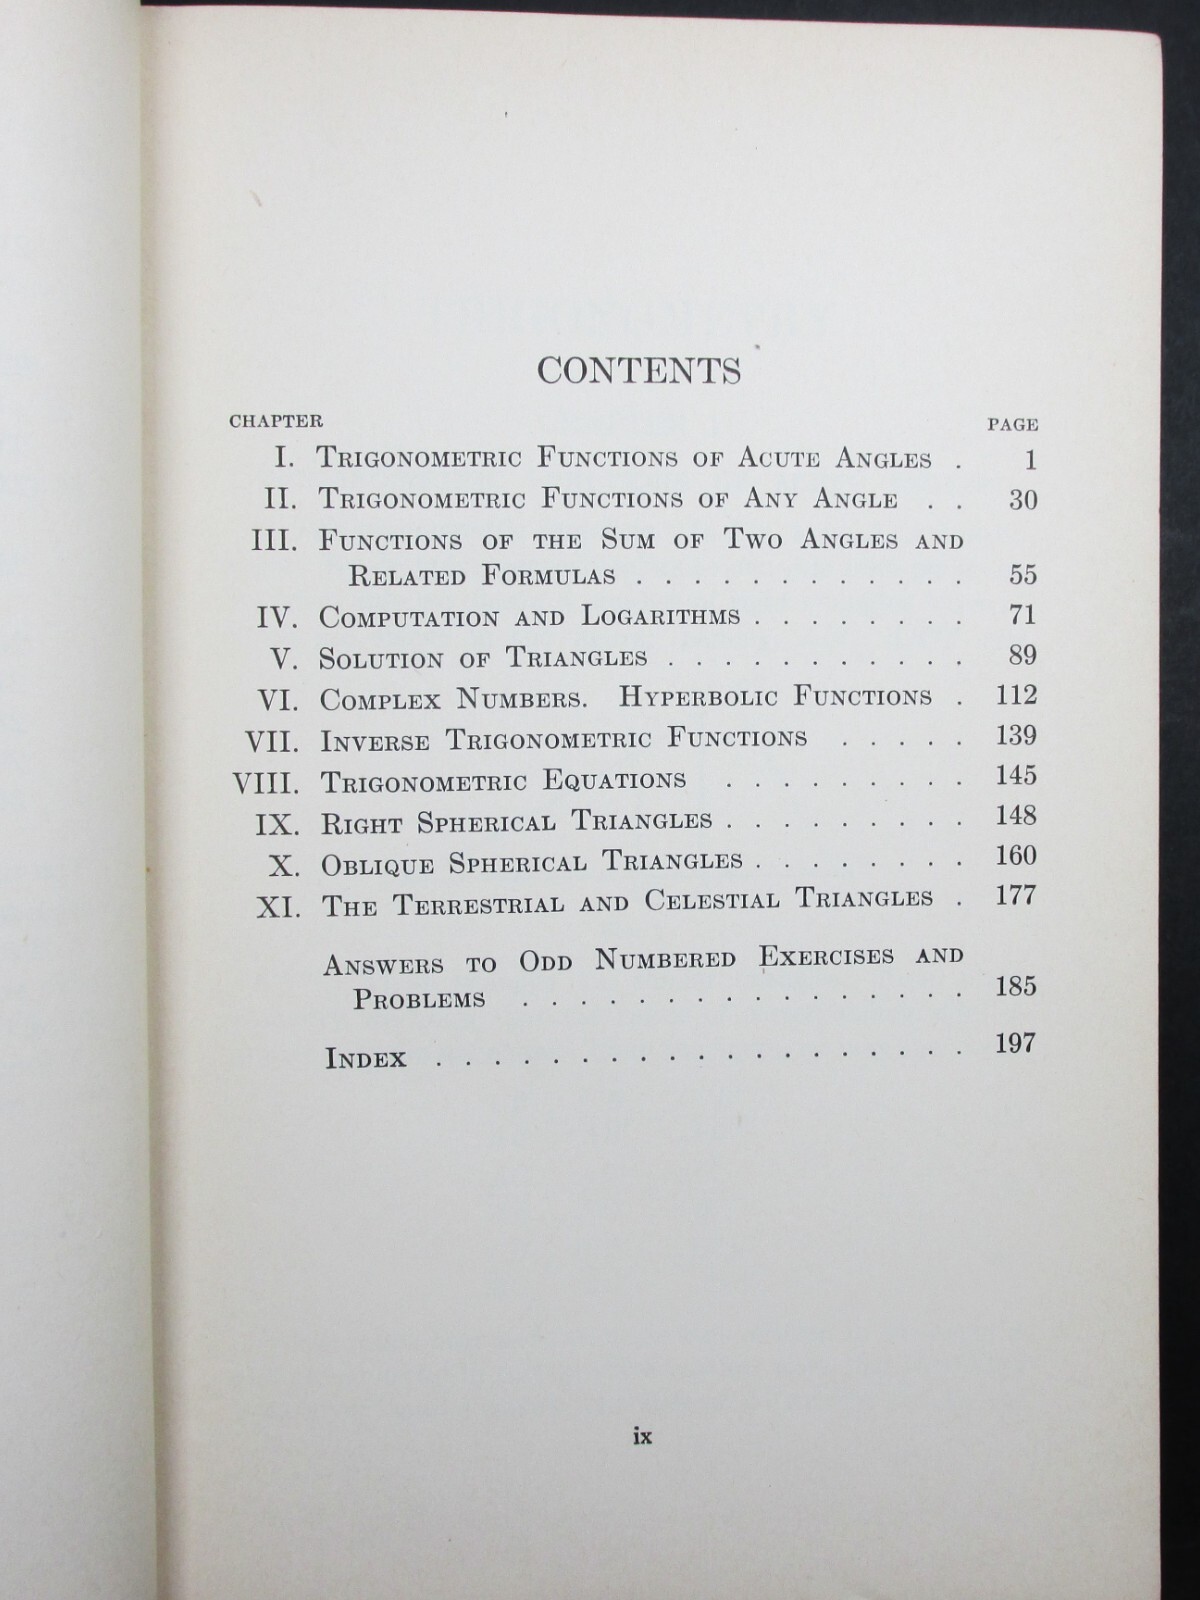 CONTENTS
CHAPTER PAGE
I. TRIGONOMETRIC FUNCTIONS OF ACUTE ANGLES . 1
II. TRIGONOMETRIC FUNCTIONS OF ANY ANGLE . . 30
III. FUNCTIONS OF THE SUM OF TWO ANGLES AND
RELATED FORMULAS . . . . . . . . . . . . 55
IV. COMPUTATION AND LOGARITHMS . . . . . . . . 71
V. SOLUTION OF TRIANGLES . . . . . . . . . . . 89
VI. COMPLEX NUMBERS. HYPERBOLIC FUNCTIONS . 112
VII. INVERSE TRIGONOMETRIC FUNCTIONS . . . . . 139
VIII. TRIGONOMETRIC EQUATIONS . . . . . . . . . 145
IX. RIGHT SPHERICAL TRIANGLES . . . . . . . . . 148
X. OBLIQUE SPHERICAL TRIANGLES . . . . . . . . 160
XI. THE TERRESTRIAL AND CELESTIAL TRIANGLES . 177
ANSWERS TO ODD NUMBERED EXERCISES AND
PROBLEMS . . . . . . . . . . . . . . . . 185
INDEX . . . . . . . . . . . . . . . . . . . 197
ix